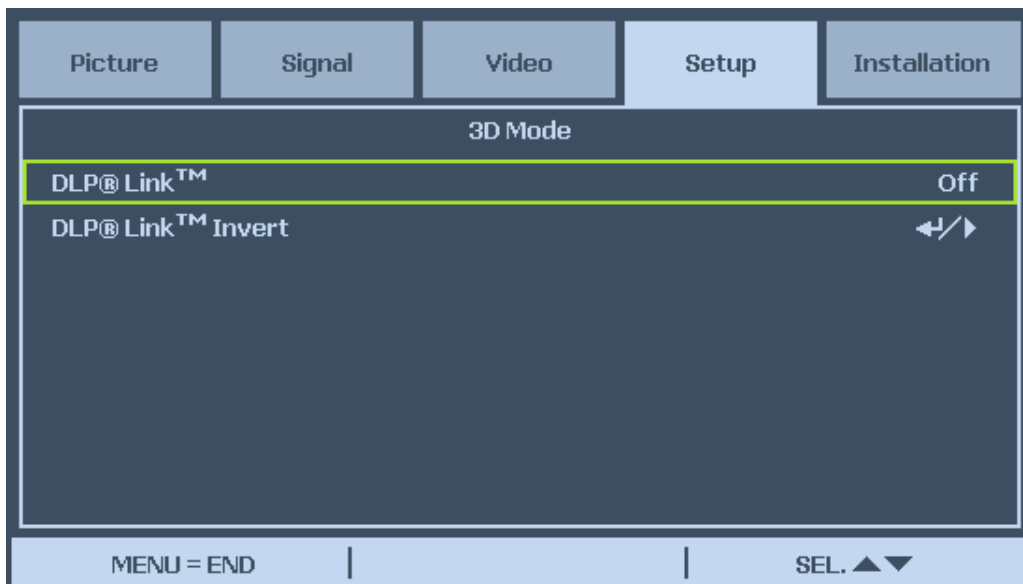 Picture Signal Video Setup Installation
3D Mode
DLP® Link™ Off
DLP® Link™ Invert ↵/▶
MENU = END | | SEL. ▲▼